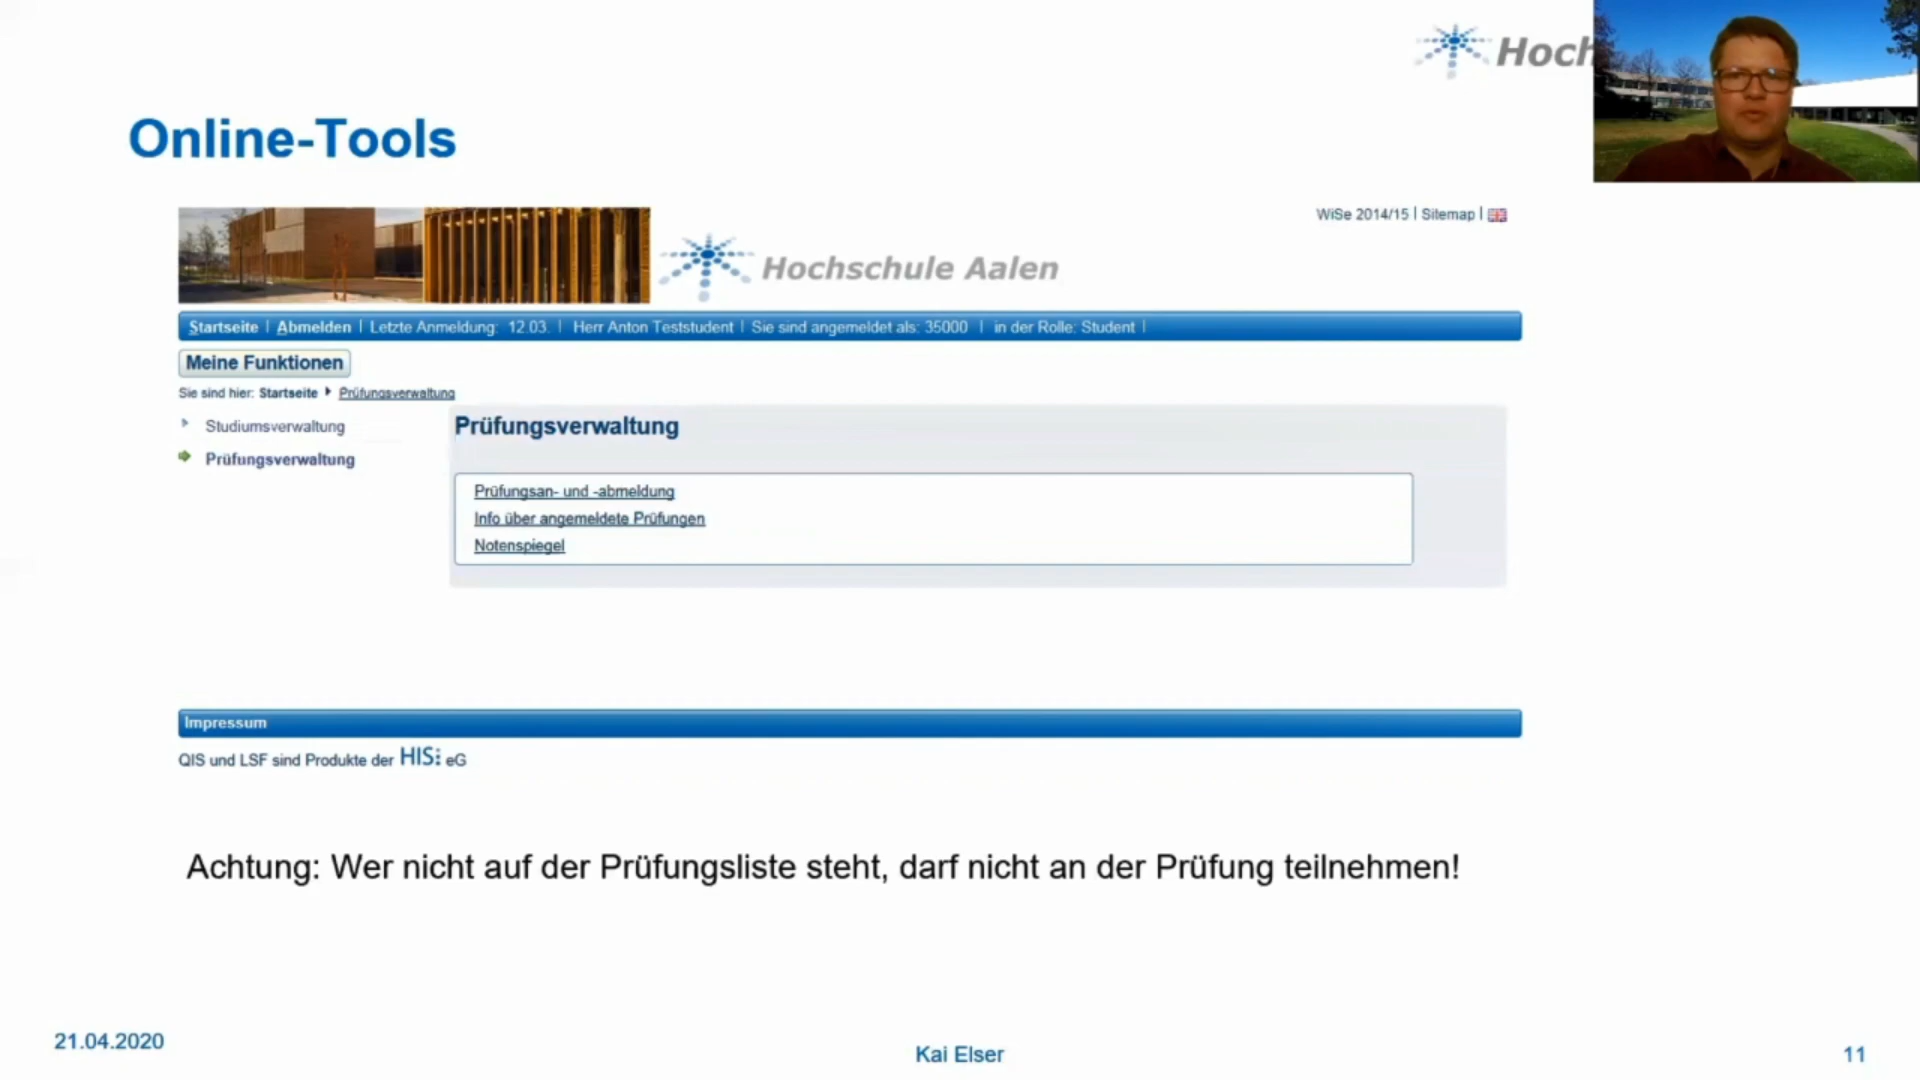 Hoch
Online-Tools
WiSe 2014/15 | Sitemap |
Hochschule Aalen
Startseite | Abmelden | Letzte Anmeldung: 12.03. | Herr Anton Teststudent | Sie sind angemeldet als: 35000 | in der Rolle: Student |
Meine Funktionen
Sie sind hier: Startseite Prüfungsverwaltung
Studiumsverwaltung
Prüfungsverwaltung
Prüfungsverwaltung
Prüfungsan- und -abmeldung
Info über angemeldete Prüfungen
Notenspiegel
Impressum
QIS und LSF sind Produkte der HIS: eG
Achtung: Wer nicht auf der Prüfungsliste steht, darf nicht an der Prüfung teilnehmen!
21.04.2020
Kai Elser
11